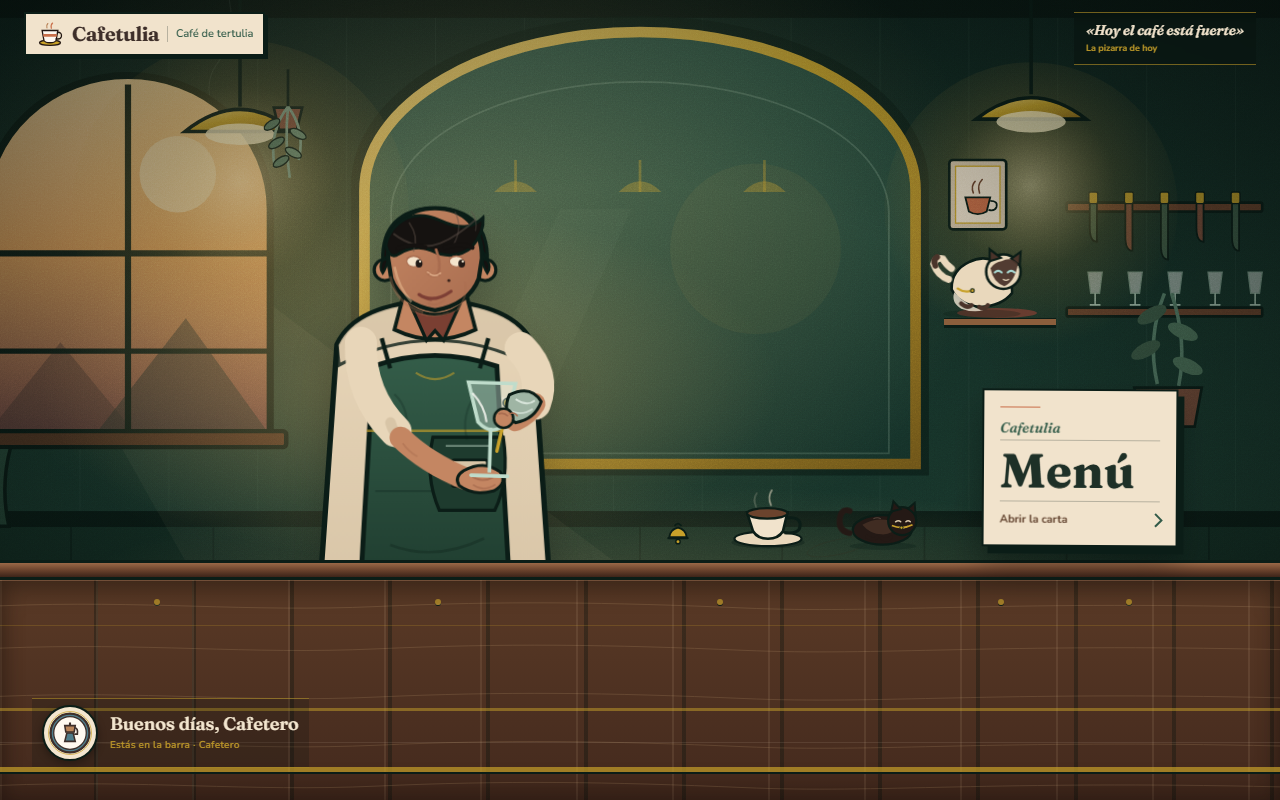 Cafetulia
Café de tertulia
«Hoy el café está fuerte»
La pizarra de hoy
Cafetulia
Menú
Abrir la carta
Buenos días, Cafetero
Estás en la barra · Cafetero